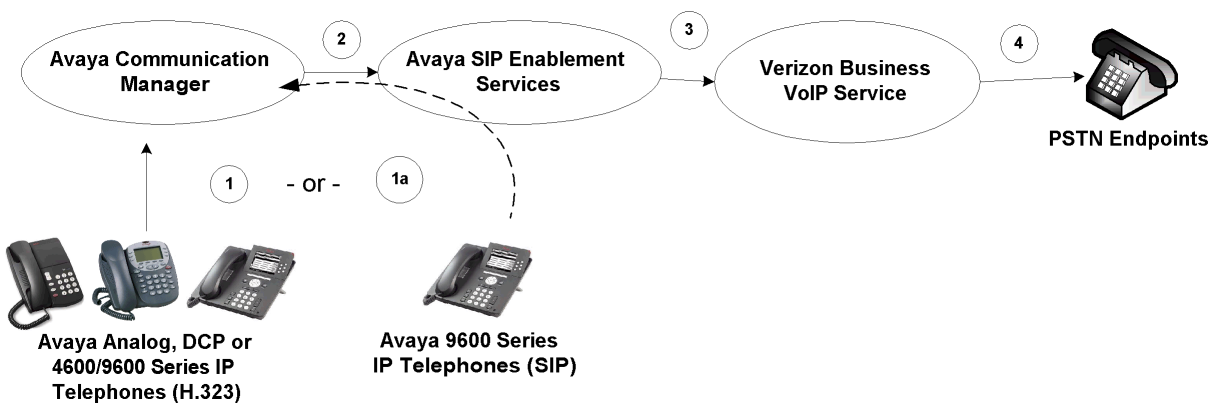 Avaya Communication
Manager
2
Avaya SIP Enablement
Services
3
Verizon Business
VoIP Service
4
PSTN Endpoints
1
- or -
1a
Avaya Analog, DCP or
4600/9600 Series IP
Telephones (H.323)
Avaya 9600 Series
IP Telephones (SIP)